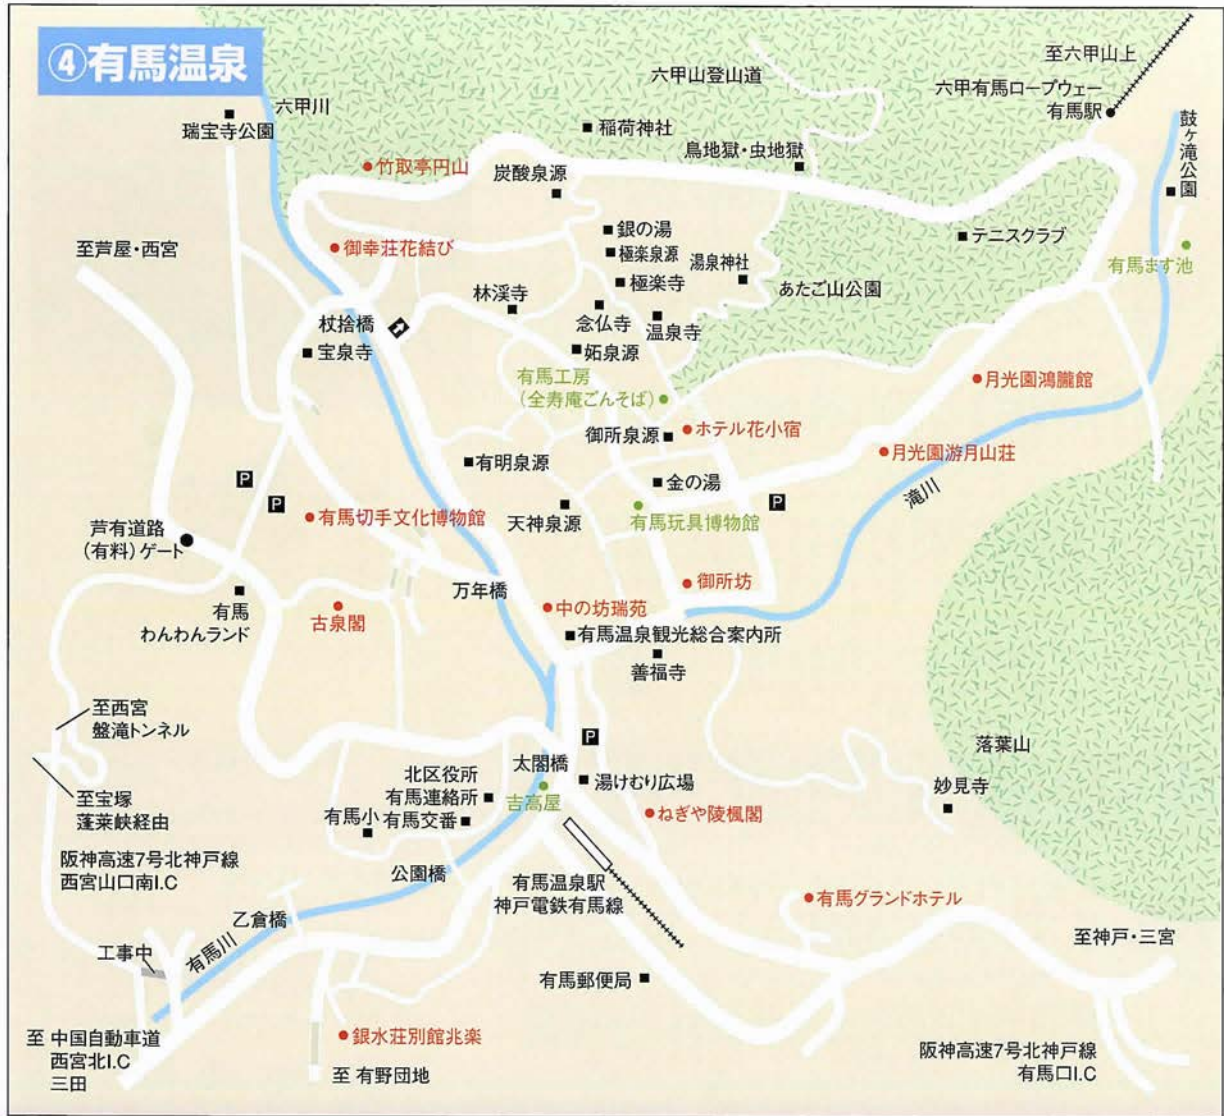 ④有馬温泉
六甲川
瑞宝寺公園
竹取亭円山
稲荷神社
炭酸泉源
六甲山登山道
鳥地獄・虫地獄
至六甲山上
六甲有馬ロープウェー
有馬駅
鼓ヶ滝公園
テニスクラブ
有馬ます池
至芦屋・西宮
御幸荘花結び
銀の湯
極楽泉源
極楽寺
湯泉神社
あたご山公園
林渓寺
念仏寺
温泉寺
杖捨橋
宝泉寺
妬泉源
有馬工房
(全寿庵ごんそば)
月光園鴻朧館
御所泉源
ホテル花小宿
月光園游月山荘
有明泉源
金の湯
滝川
P
P
P
有馬切手文化博物館
天神泉源
有馬玩具博物館
芦有道路
(有料)ゲート
有馬
わんわんランド
古泉閣
万年橋
中の坊瑞苑
御所坊
有馬温泉観光総合案内所
善福寺
至西宮
盤滝トンネル
至宝塚
蓬莱峡経由
P
太閤橋
北区役所
有馬連絡所
有馬小
有馬交番
吉高屋
湯けむり広場
ねぎや陵楓閣
落葉山
妙見寺
阪神高速7号北神戸線
西宮山口南I.C
公園橋
有馬温泉駅
神戸電鉄有馬線
有馬グランドホテル
乙倉橋
有馬川
工事中
至神戸・三宮
有馬郵便局
銀水荘別館兆楽
至 中国自動車道
西宮北I.C
三田
至 有野団地
阪神高速7号北神戸線
有馬口I.C